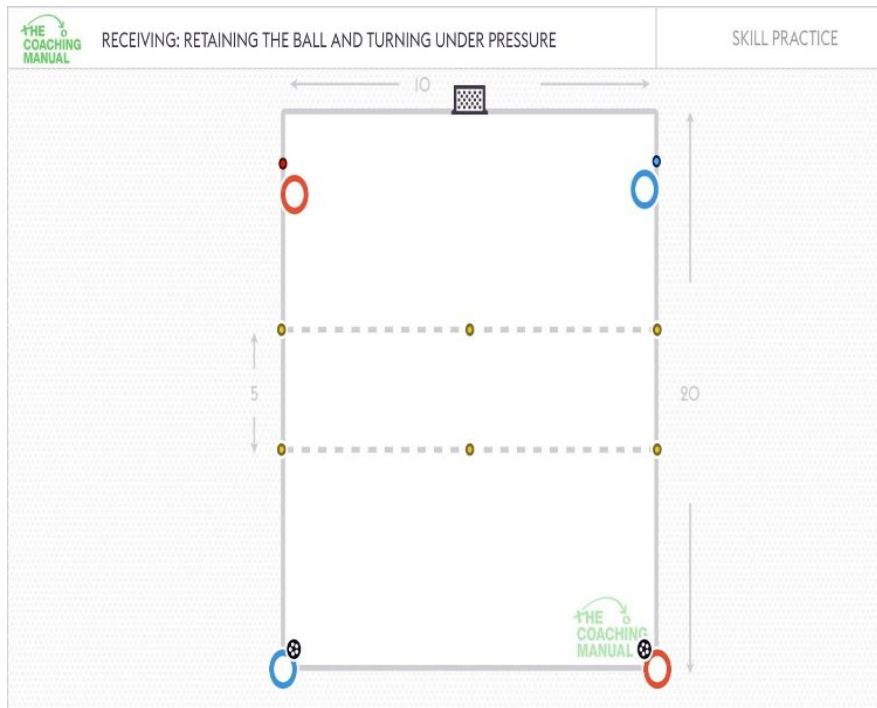 THE
COACHING
MANUAL
RECEIVING: RETAINING THE BALL AND TURNING UNDER PRESSURE
SKILL PRACTICE
10
5
20
THE
COACHING
MANUAL